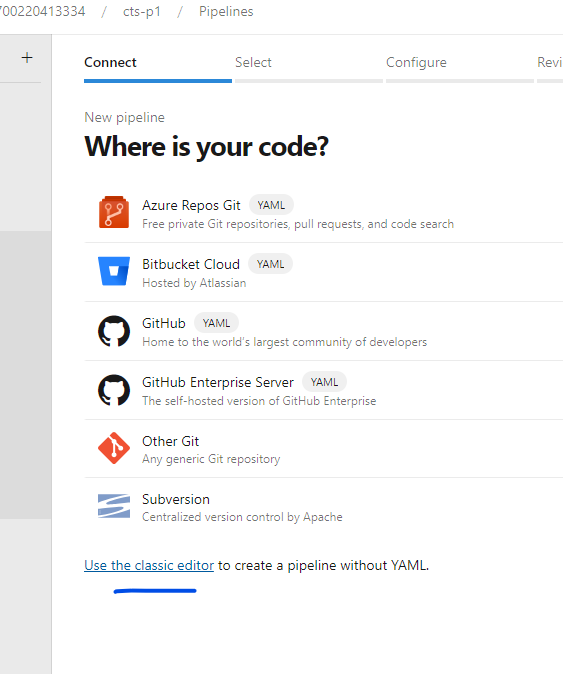 700220413334 / cts-p1 / Pipelines
+
Connect Select Configure Revi
New pipeline
Where is your code?
Azure Repos Git YAML
Free private Git repositories, pull requests, and code search
Bitbucket Cloud YAML
Hosted by Atlassian
GitHub YAML
Home to the world's largest community of developers
GitHub Enterprise Server YAML
The self-hosted version of GitHub Enterprise
Other Git
Any generic Git repository
Subversion
Centralized version control by Apache
Use the classic editor to create a pipeline without YAML.